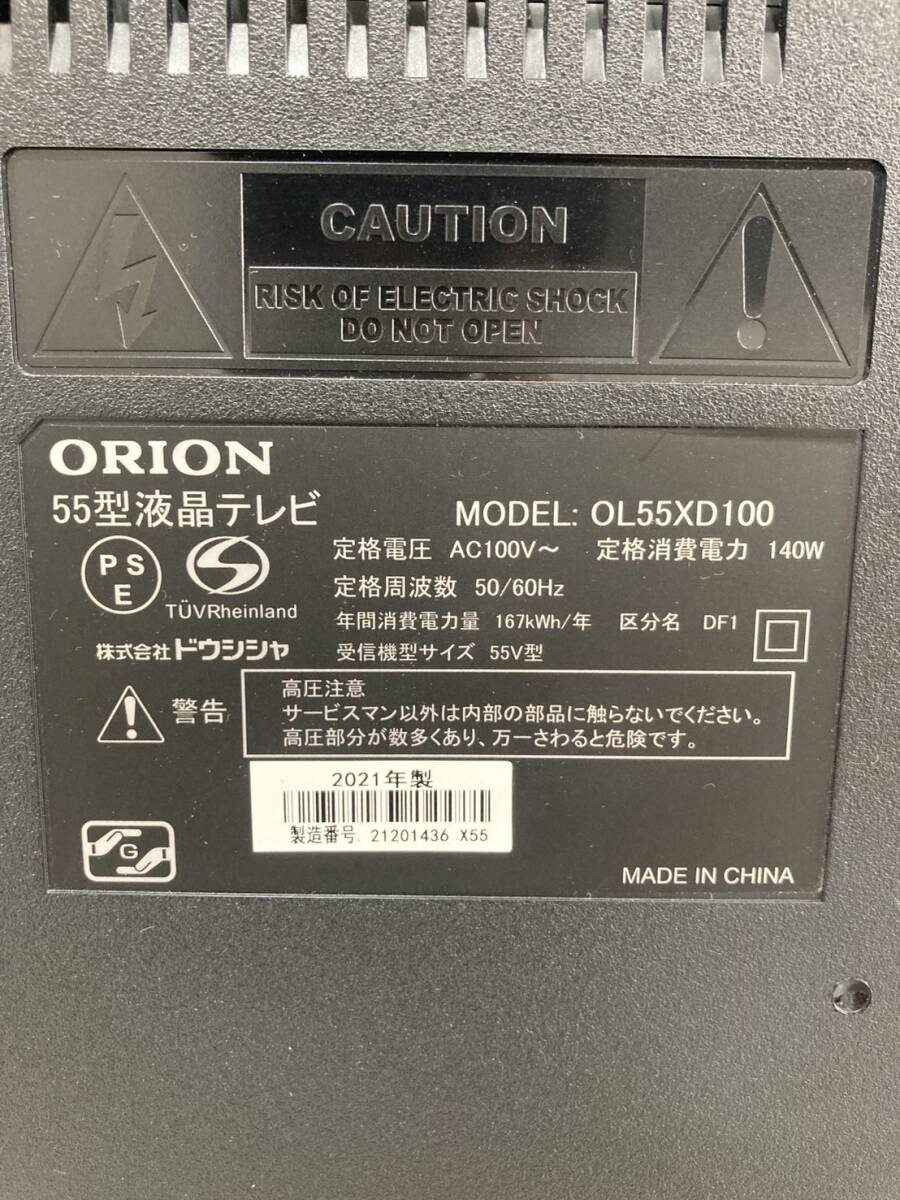 CAUTION
RISK OF ELECTRIC SHOCK
DO NOT OPEN
ORION
55型液晶テレビ
MODEL: OL55XD100
PS
E
TÜVRheinland
定格電圧 AC100V～ 定格消費電力 140W
定格周波数 50/60Hz
年間消費電力量 167kWh/年 区分名 DF1
株式会社ドウシシャ
受信機型サイズ 55V型
警告
高圧注意
サービスマン以外は内部の部品に触らないでください。
高圧部分が数多くあり、万一さわると危険です。
2021年製
製造番号. 21201436 X55
G
MADE IN CHINA